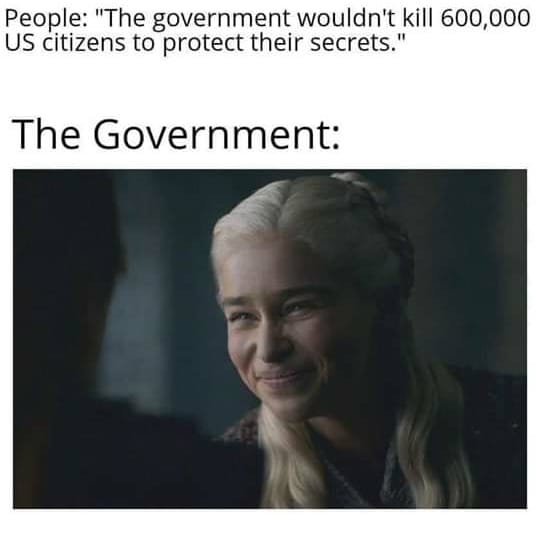 People: "The government wouldn't kill 600,000
US citizens to protect their secrets."
The Government: